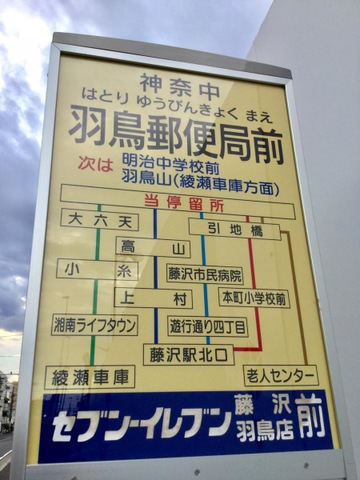 神奈中
はとり ゆうびんきょく まえ
羽鳥郵便局前
次は 明治中学校前
羽鳥山(綾瀬車庫方面)
当停留所
大六天
引地橋
高山
小糸
藤沢市民病院
上村
本町小学校前
湘南ライフタウン
遊行通り四丁目
藤沢駅北口
綾瀬車庫
老人センター
セブン-イレブン 藤沢羽鳥店 前